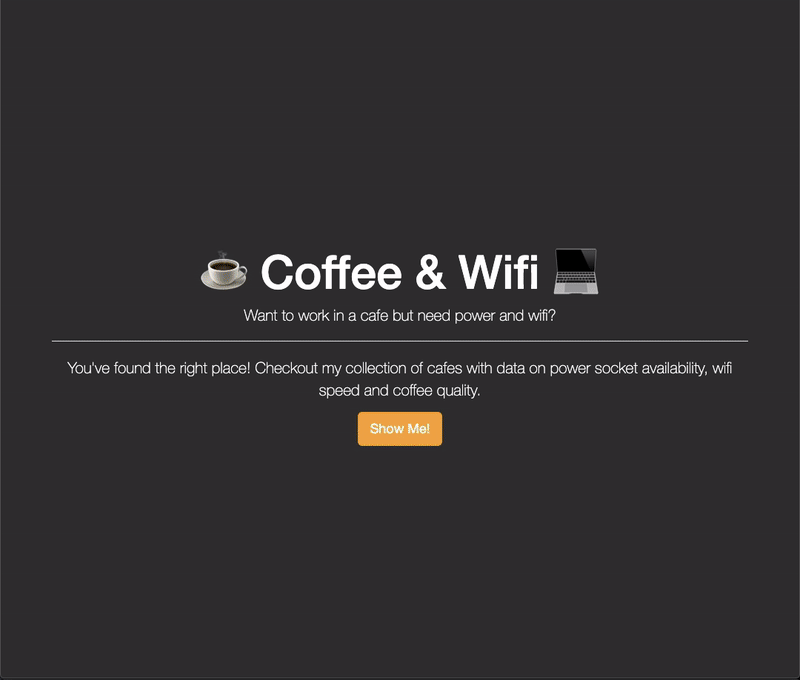 ☕ Coffee & Wifi 💻
Want to work in a cafe but need power and wifi?
You've found the right place! Checkout my collection of cafes with data on power socket availability, wifi
speed and coffee quality.
Show Me!